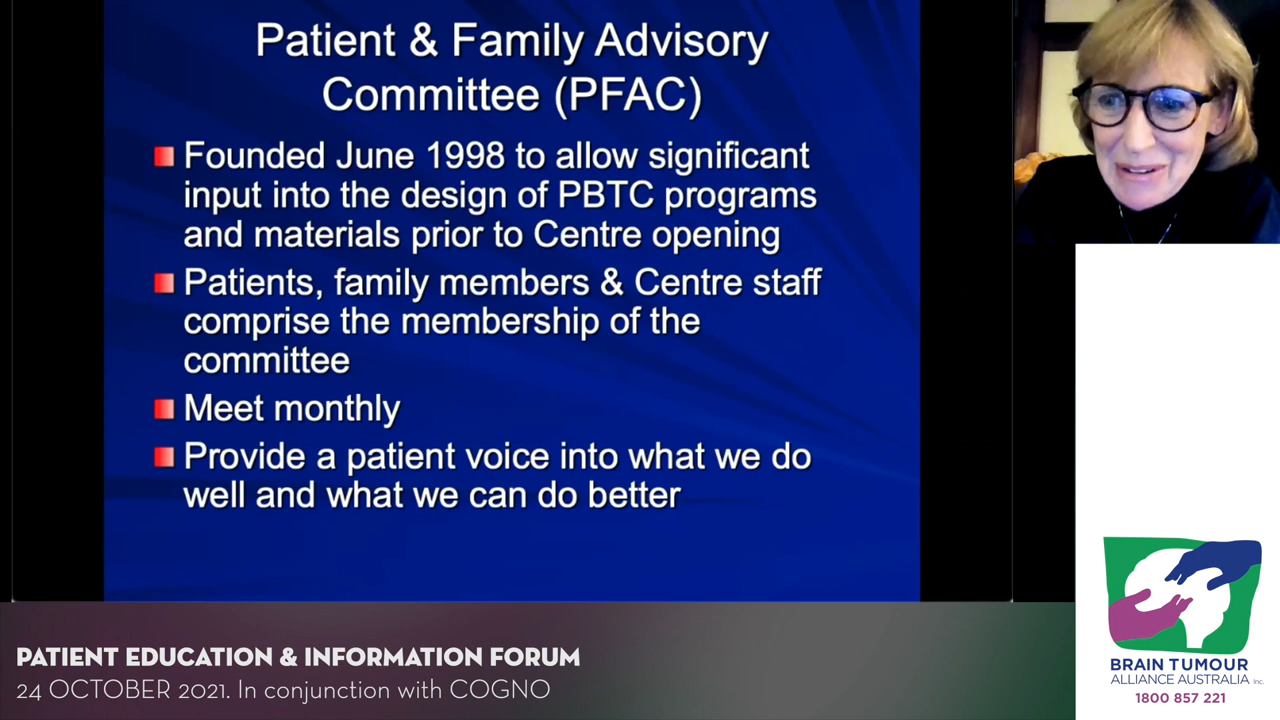 Patient & Family Advisory
Committee (PFAC)
Founded June 1998 to allow significant
input into the design of PBTC programs
and materials prior to Centre opening
Patients, family members & Centre staff
comprise the membership of the
committee
Meet monthly
Provide a patient voice into what we do
well and what we can do better
PATIENT EDUCATION & INFORMATION FORUM
24 OCTOBER 2021. In conjunction with COGNO
BRAIN TUMOUR
ALLIANCE AUSTRALIA Inc.
1800 857 221